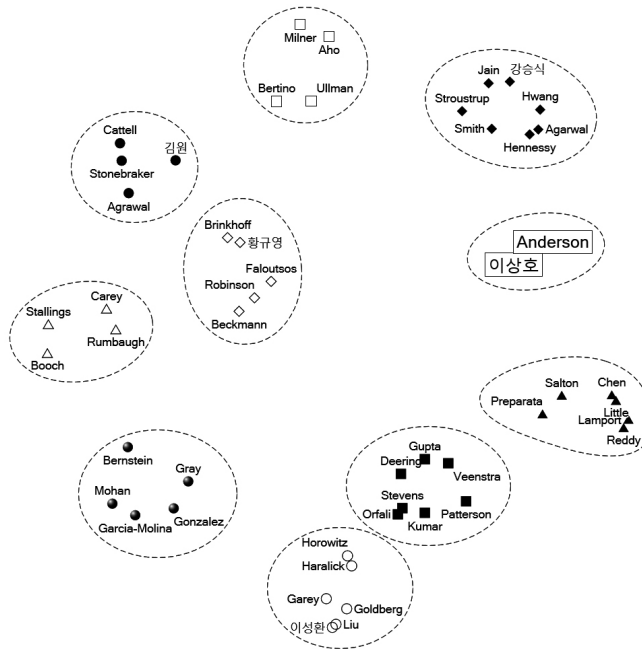 Milner
Aho
Bertino
Ullman
Jain
강승식
Stroustrup
Hwang
Smith
Agarwal
Hennessy
Cattell
김원
Stonebraker
Agrawal
Brinkhoff
황규영
Faloutsos
Robinson
Beckmann
Anderson
이상호
Carey
Stallings
Rumbaugh
Booch
Salton
Chen
Preparata
Little
Lamport
Reddy
Bernstein
Gray
Mohan
Garcia-Molina
Gonzalez
Gupta
Deering
Veenstra
Stevens
Orfali
Patterson
Kumar
Horowitz
Haralick
Garey
Goldberg
이성환
Liu